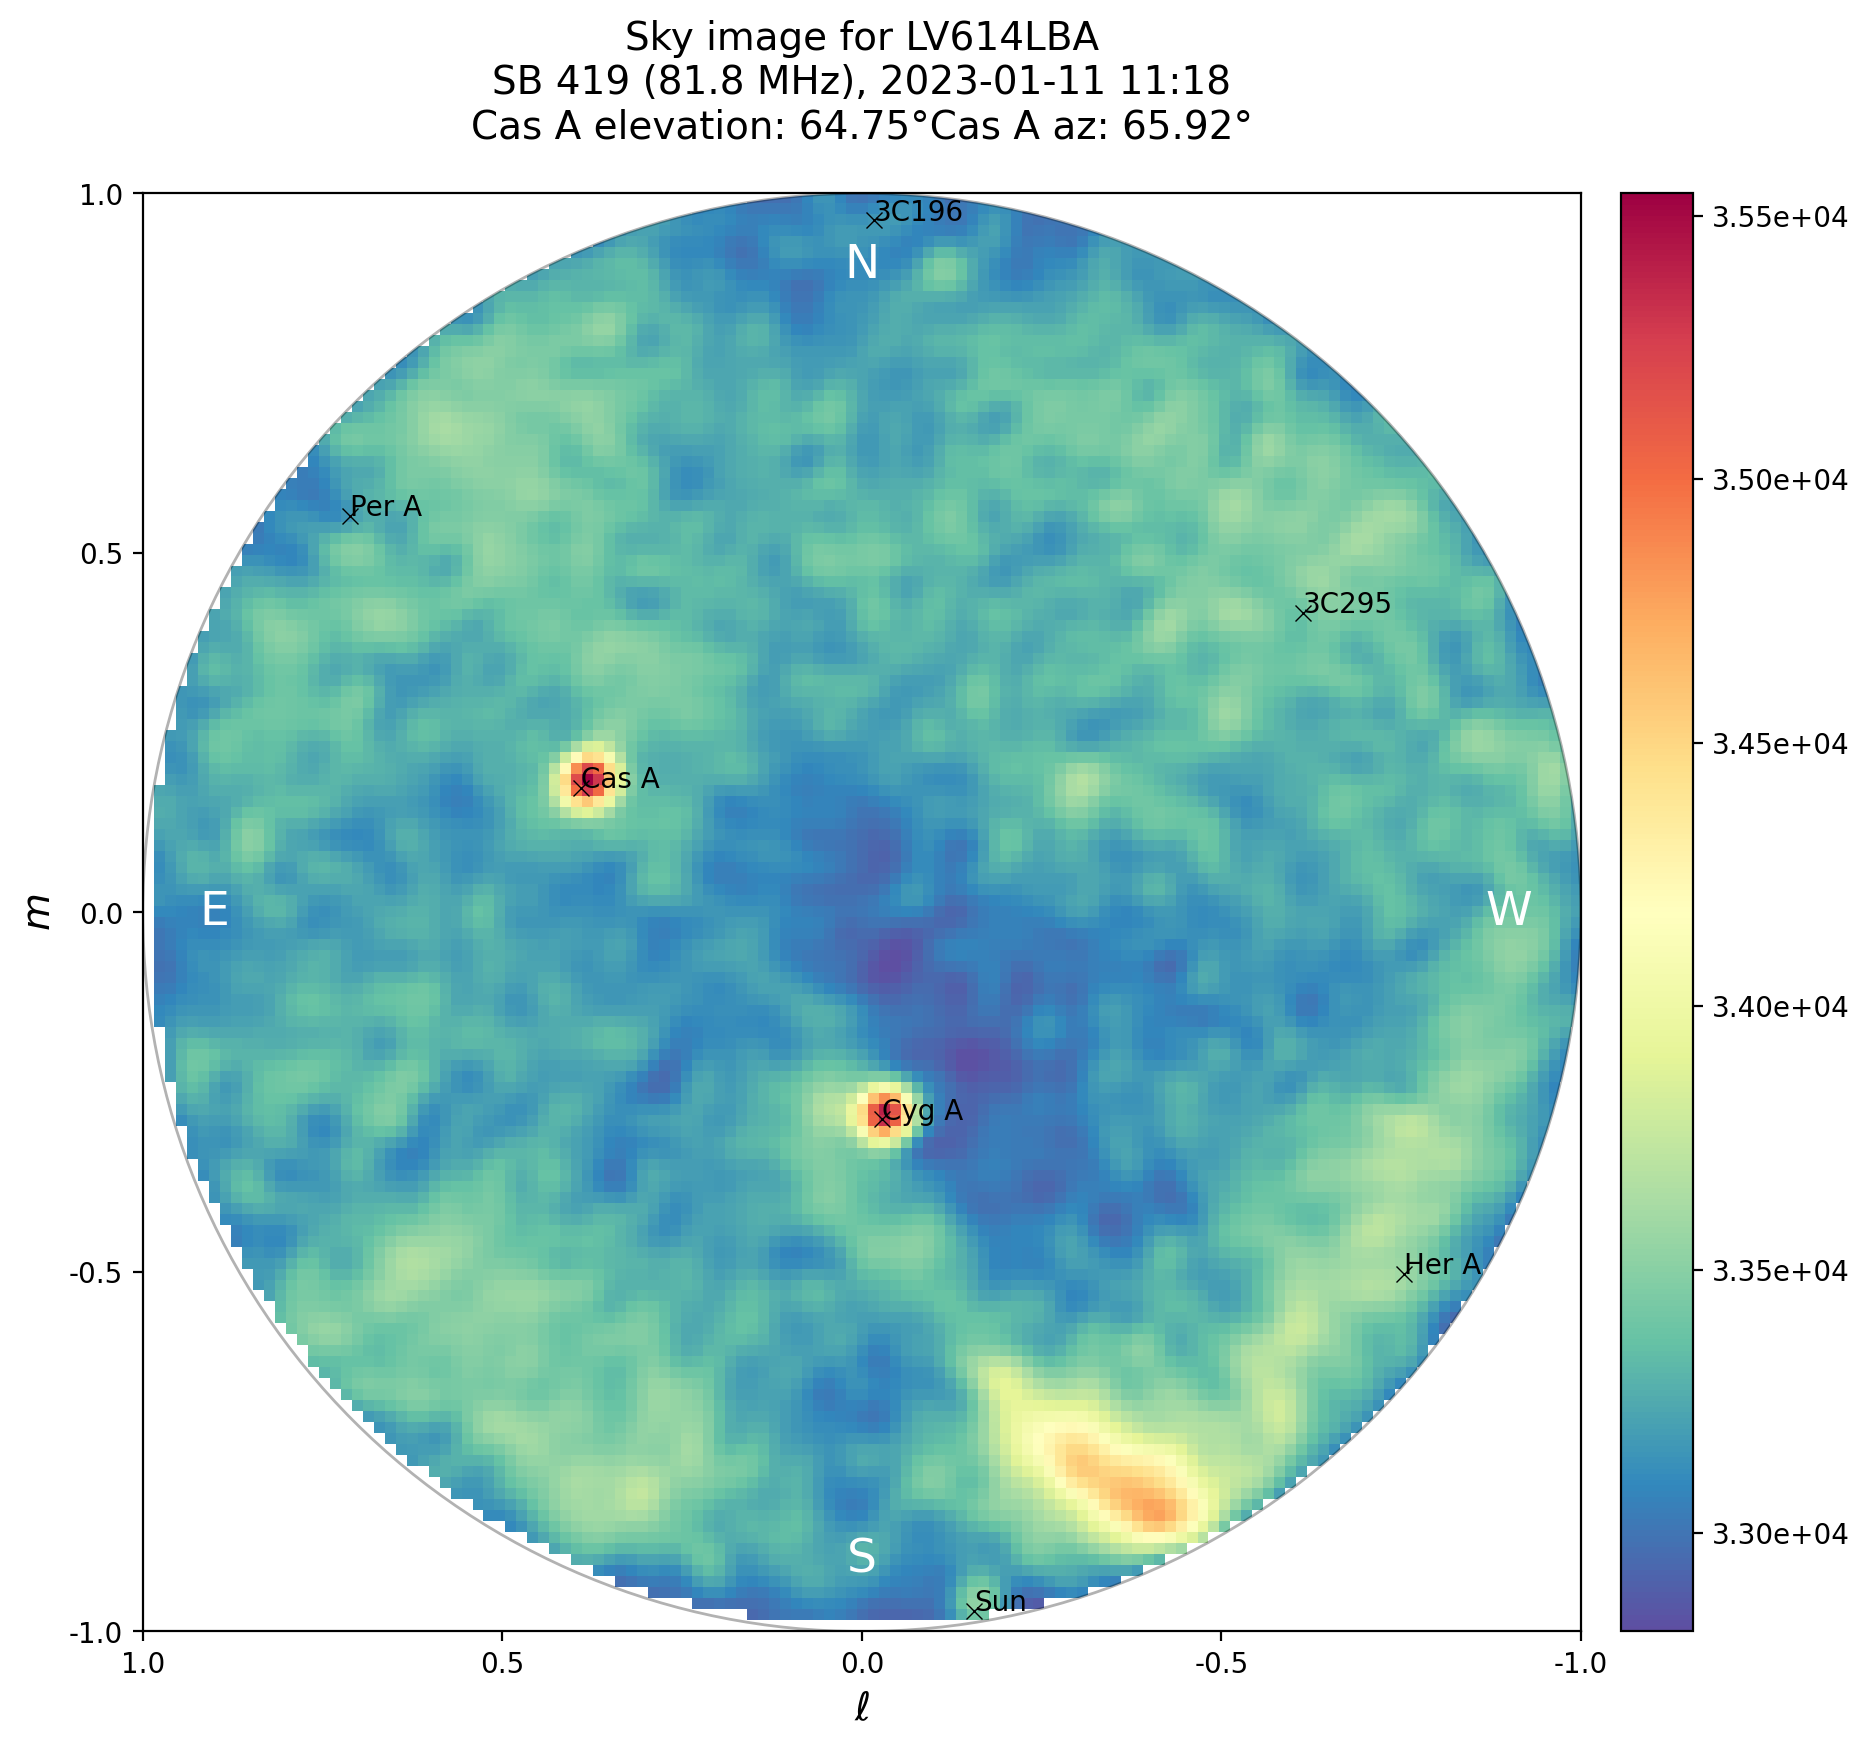 Sky image for LV614LBA
SB 419 (81.8 MHz), 2023-01-11 11:18
Cas A elevation: 64.75°Cas A az: 65.92°
1.0
0.5
0.0
-0.5
-1.0
m
1.0
0.5
0.0
-0.5
-1.0
ℓ
3C196
N
Per A
3C295
Cas A
E
W
Cyg A
Her A
S
Sun
3.55e+04
3.50e+04
3.45e+04
3.40e+04
3.35e+04
3.30e+04